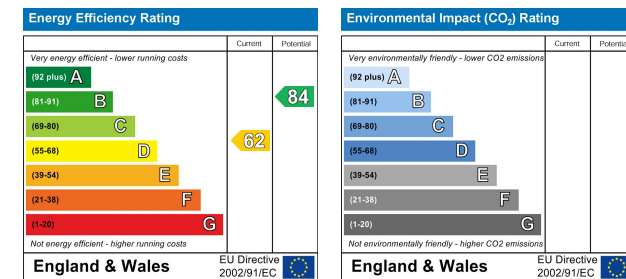 Energy Efficiency Rating
Current Potential
Very energy efficient - lower running costs
(92 plus) A
(81-91) B
84
(69-80) C
(55-68) D
62
(39-54) E
(21-38) F
(1-20) G
Not energy efficient - higher running costs
England & Wales
EU Directive
2002/91/EC
Environmental Impact (CO2) Rating
Current Potential
Very environmentally friendly - lower CO2 emissions
(92 plus) A
(81-91) B
(69-80) C
(55-68) D
(39-54) E
(21-38) F
(1-20) G
Not environmentally friendly - higher CO2 emissions
England & Wales
EU Directive
2002/91/EC